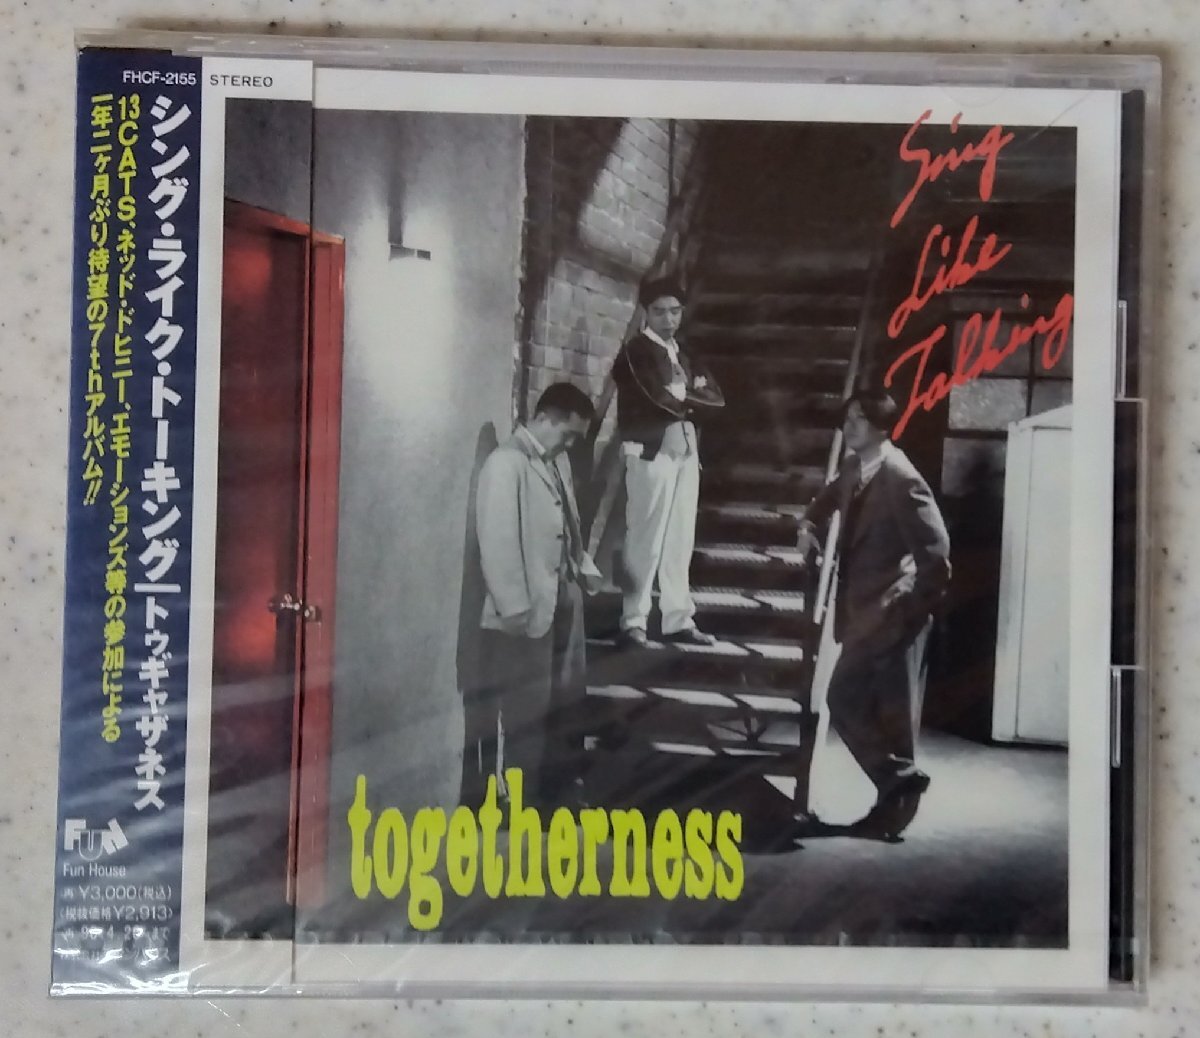 FHCF-2155
STEREO
シング・ライク・トーキング/トゥギャザネス
13CATS、ネッド・ドヒニー、エモーションズ等の参加による
一年二ヶ月ぶり待望の7thアルバム!!
Fun
Fun House
¥3,000(税込)
(税抜価格¥2,913)
まで
Sing
Like
Talking
togetherness